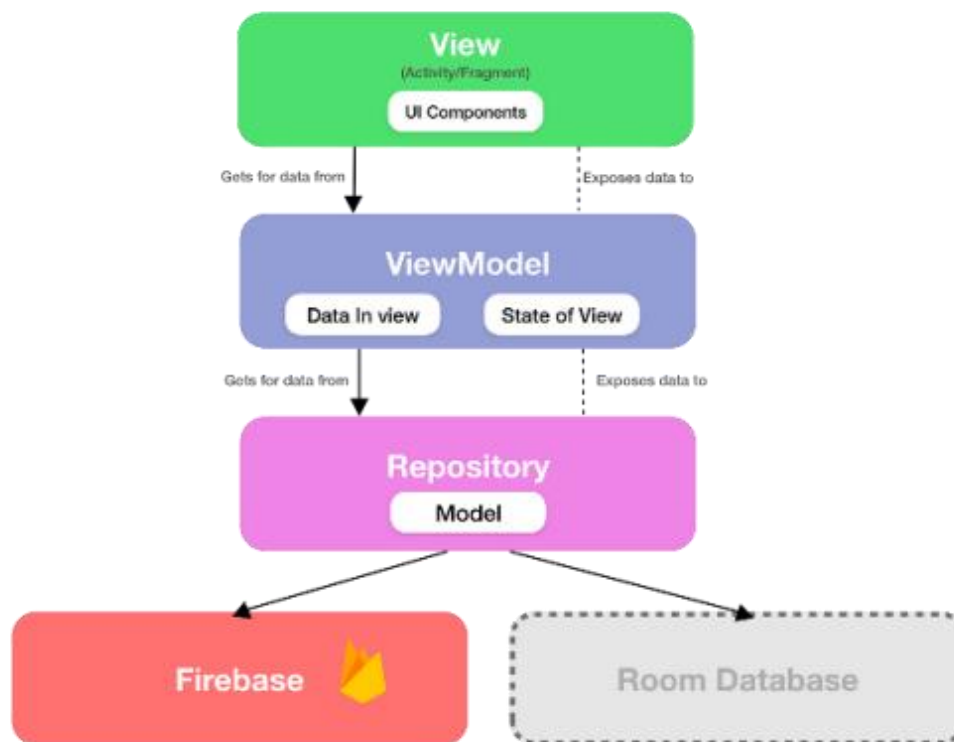 View
(Activity/Fragment)
UI Components
Gets for data from
Exposes data to
ViewModel
Data In view
State of View
Gets for data from
Exposes data to
Repository
Model
Firebase
Room Database